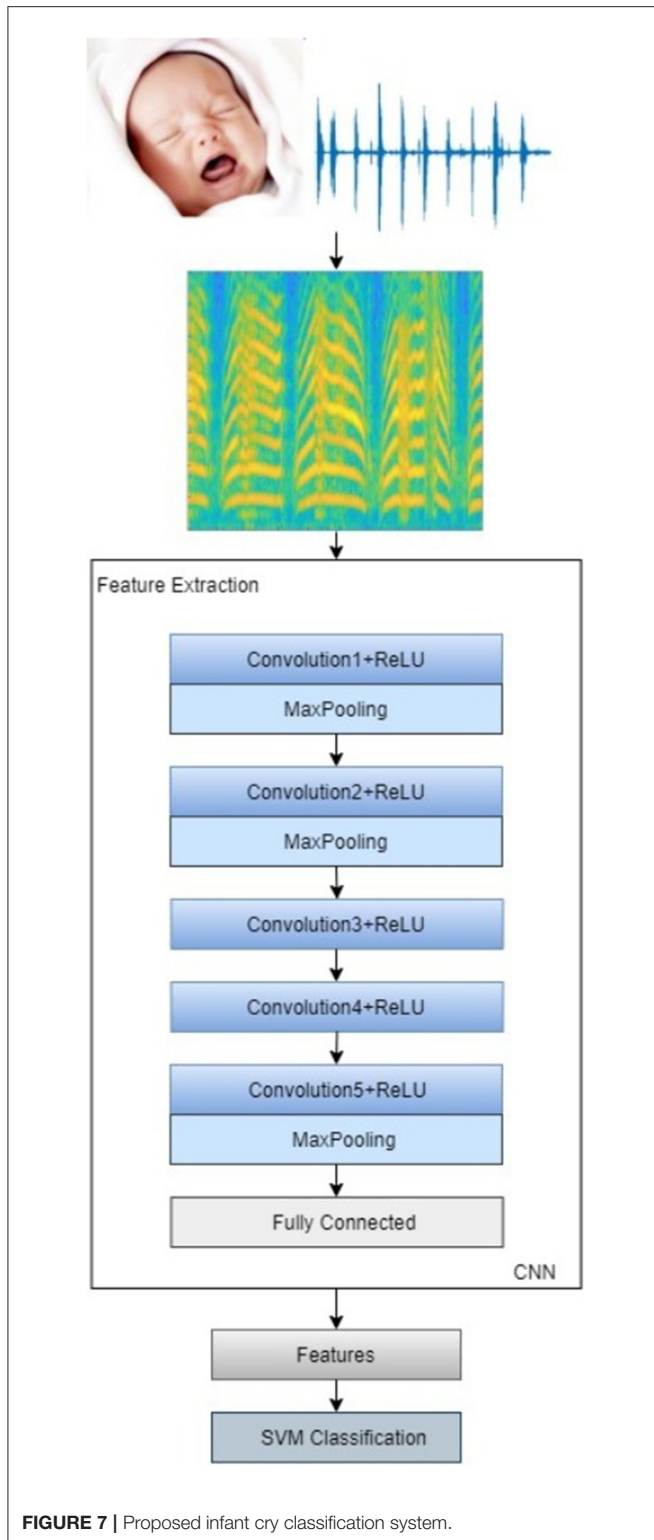 Feature Extraction
Convolution1+ReLU
MaxPooling
Convolution2+ReLU
MaxPooling
Convolution3+ReLU
Convolution4+ReLU
Convolution5+ReLU
MaxPooling
Fully Connected
CNN
Features
SVM Classification
FIGURE 7 | Proposed infant cry classification system.